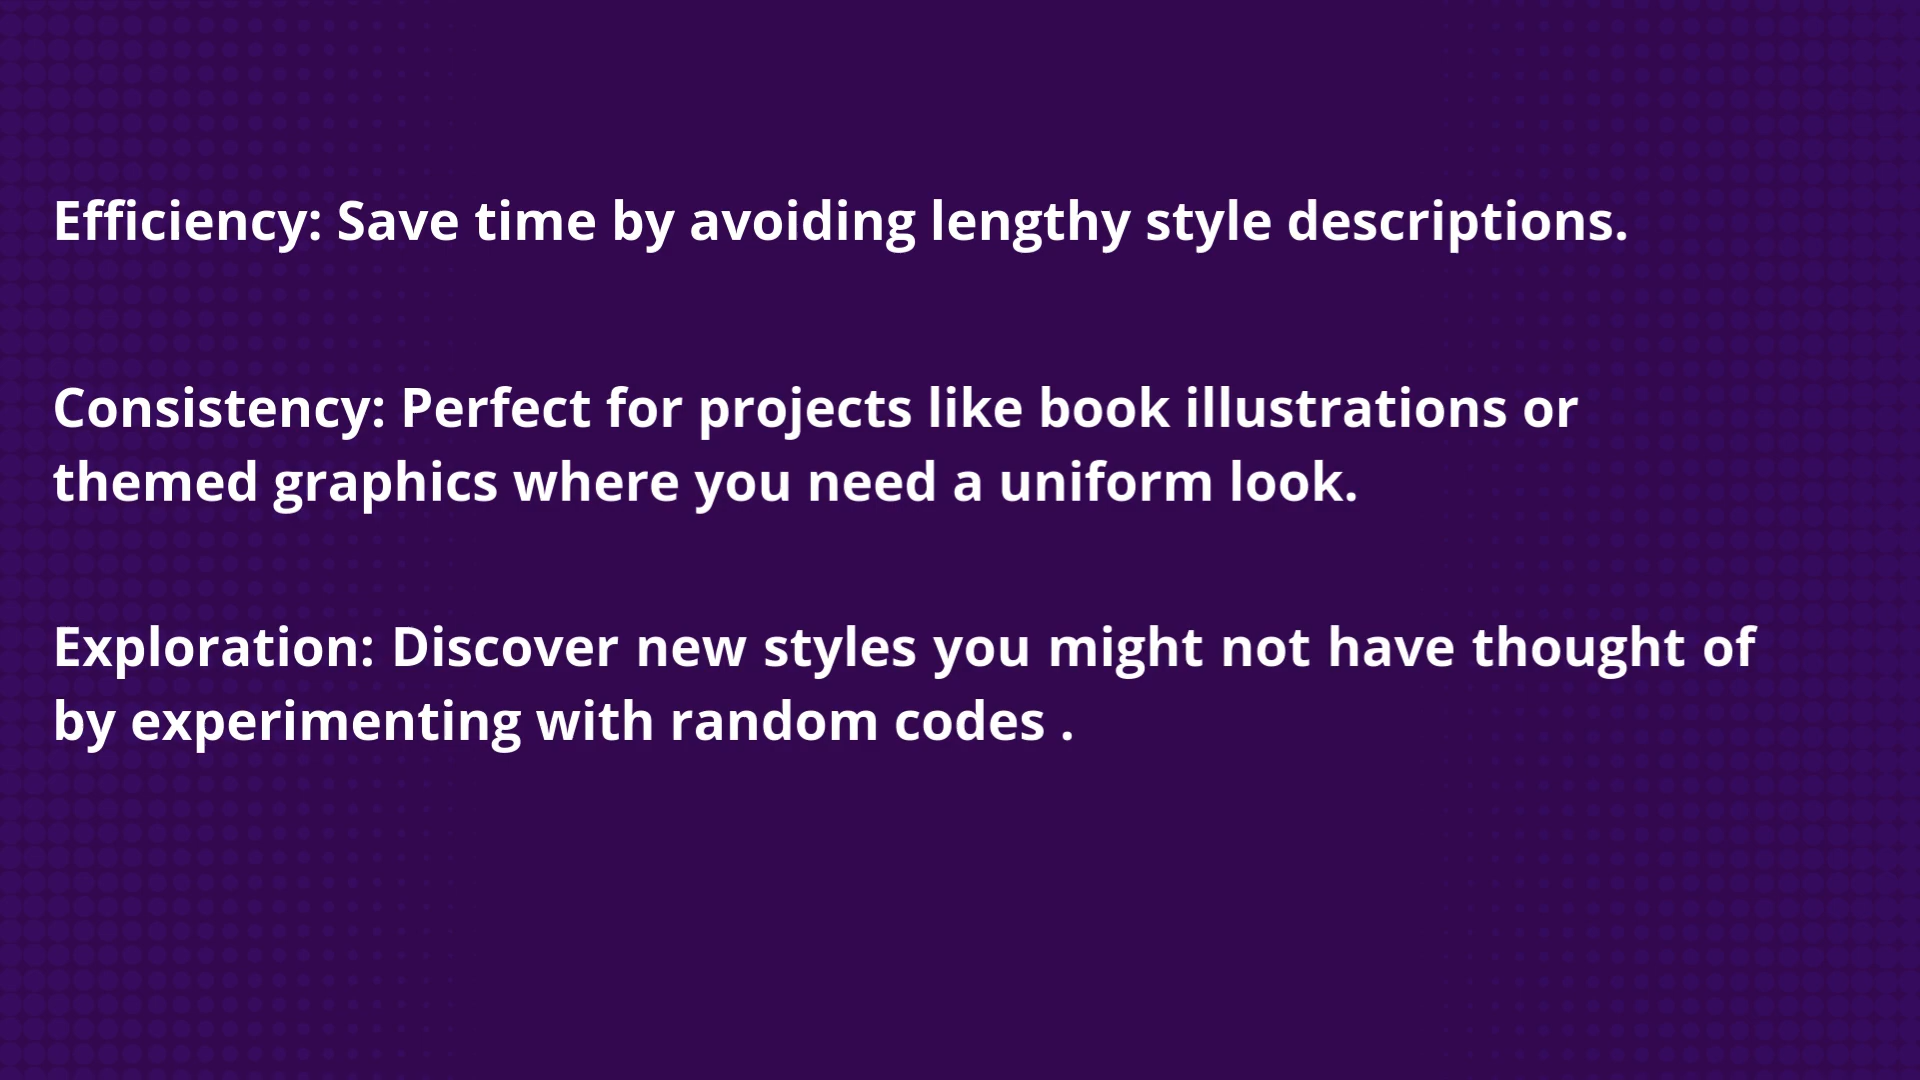 Efficiency: Save time by avoiding lengthy style descriptions.
Consistency: Perfect for projects like book illustrations or
themed graphics where you need a uniform look.
Exploration: Discover new styles you might not have thought of
by experimenting with random codes .